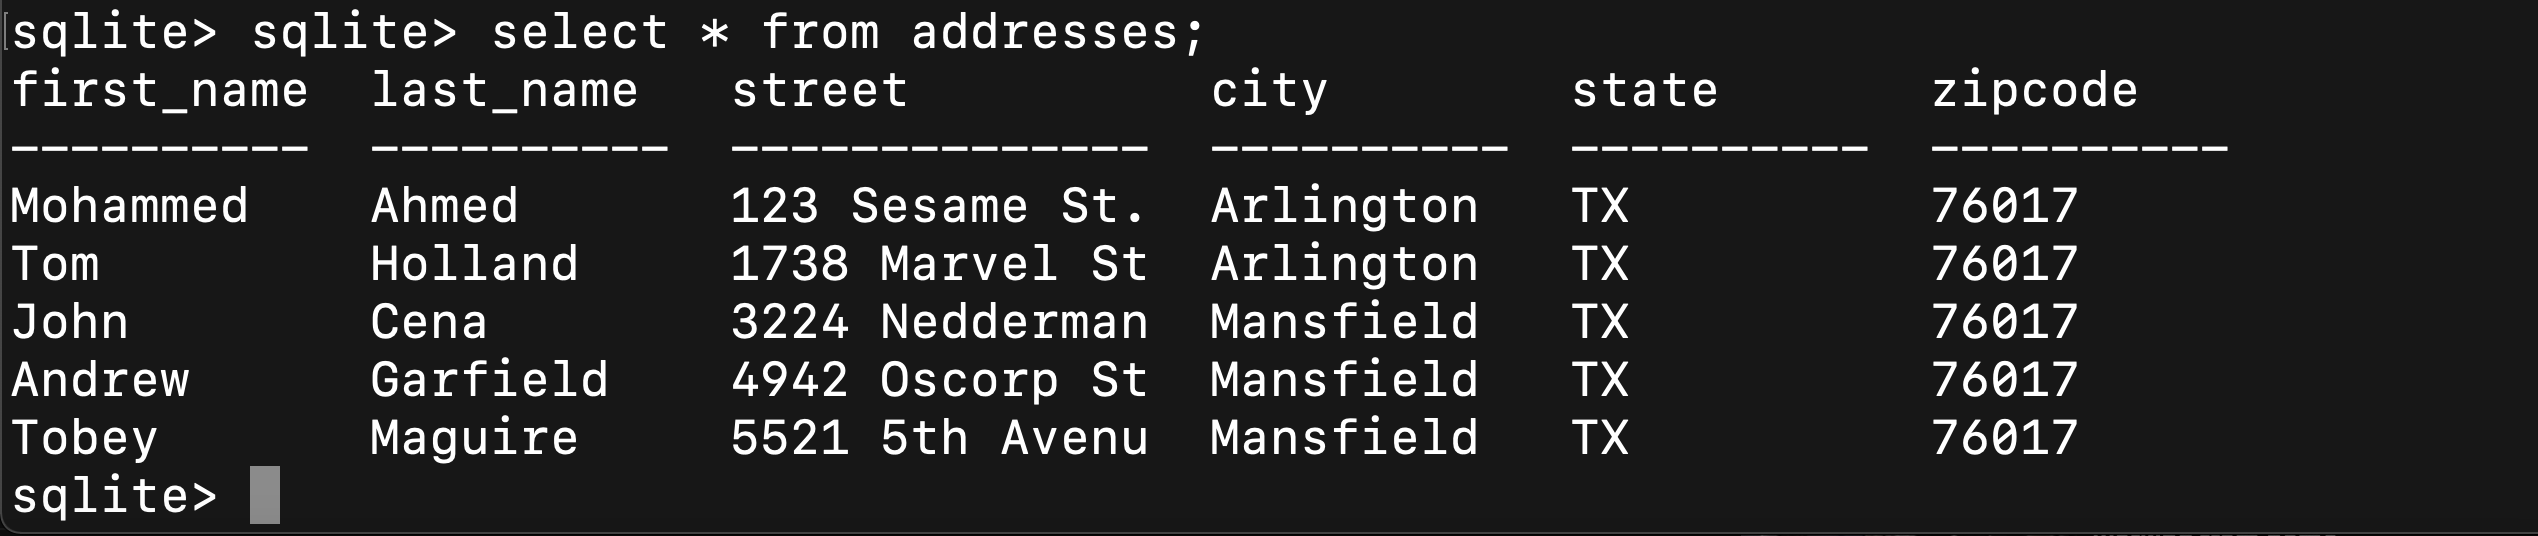 sqlite> sqlite> select * from addresses;
first_name  last_name   street          city        state       zipcode
----------  ----------  --------------  ----------  ----------  ----------
Mohammed    Ahmed       123 Sesame St.  Arlington   TX          76017
Tom         Holland     1738 Marvel St  Arlington   TX          76017
John        Cena        3224 Nedderman  Mansfield   TX          76017
Andrew      Garfield    4942 Oscorp St  Mansfield   TX          76017
Tobey       Maguire     5521 5th Avenu  Mansfield   TX          76017
sqlite>